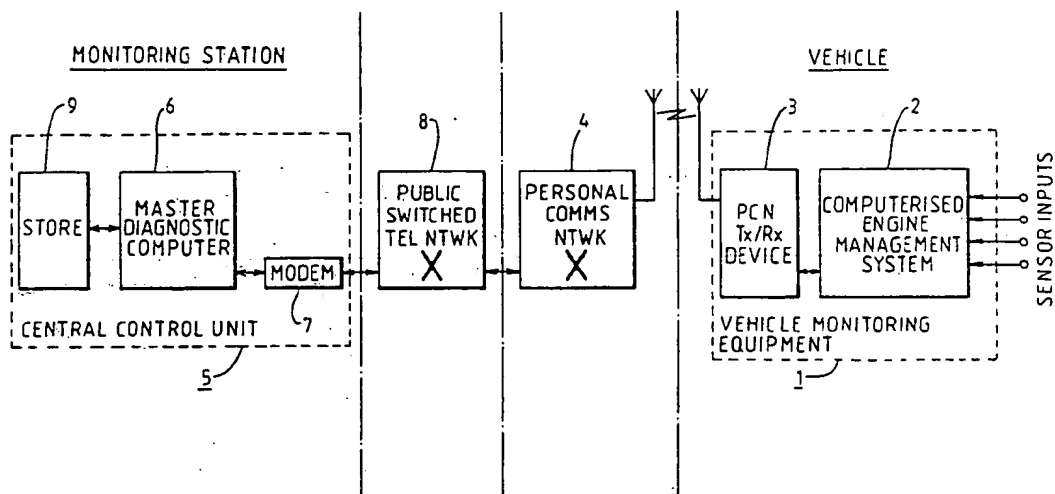 MONITORING STATION
VEHICLE
9
6
8
4
3
2
STORE
MASTER
DIAGNOSTIC
COMPUTER
MODEM
7
CENTRAL CONTROL UNIT
5
PUBLIC
SWITCHED
TEL NTWK
X
PERSONAL
COMMS
NTWK
X
PCN
Tx/Rx
DEVICE
COMPUTERISED
ENGINE
MANAGEMENT
SYSTEM
VEHICLE MONITORING
EQUIPMENT
1
SENSOR INPUTS